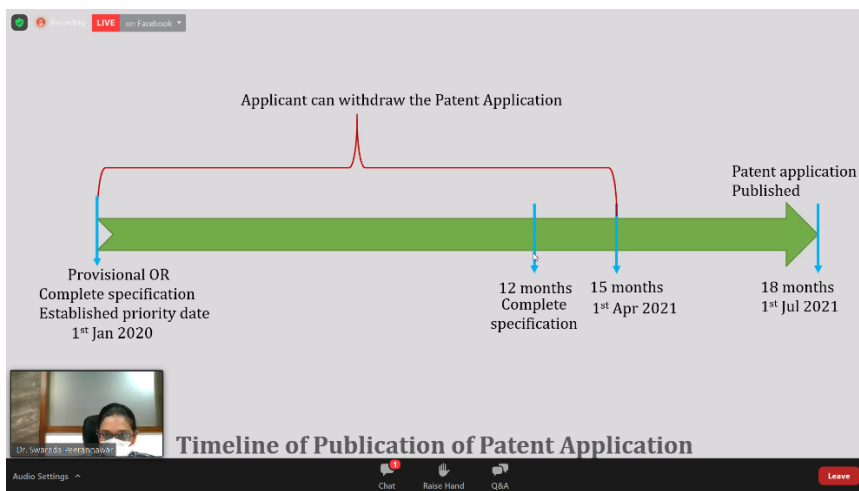 Recording
LIVE on Facebook
Applicant can withdraw the Patent Application
Patent application
Published
Provisional OR
Complete specification
Established priority date
1st Jan 2020
12 months
Complete
specification
15 months
1st Apr 2021
18 months
1st Jul 2021
Dr. Swarada Peerannawar
Timeline of Publication of Patent Application
Audio Settings
1
Chat
Raise Hand
Q&A
Leave